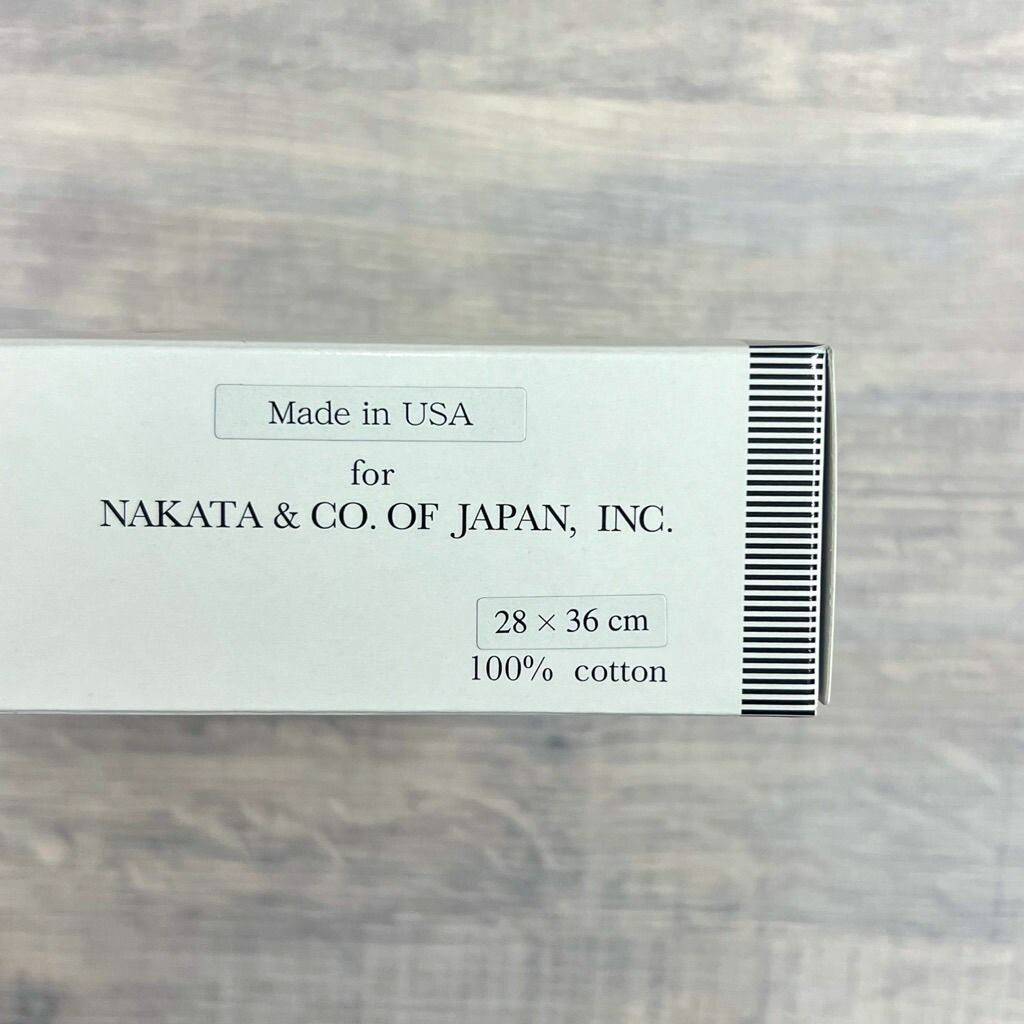 Made in USA
for
NAKATA & CO. OF JAPAN, INC.
28 × 36 cm
100% cotton